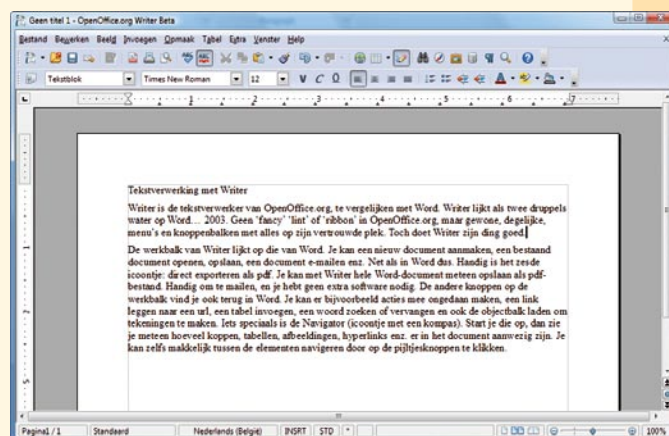 Geen titel 1 - OpenOffice.org Writer Beta
Bestand Bewerken Beeld Invoegen Opmaak Tabel Extra Venster Help
Tekstblok Times New Roman 12 V C O
1 1 2 3 4 5 6 7
Tekstverwerking met Writer
Writer is de tekstverwerker van OpenOffice.org, te vergelijken met Word. Writer lijkt als twee druppels
water op Word… 2003. Geen ‘fancy’ ‘lint’ of ‘ribbon’ in OpenOffice.org, maar gewone, degelijke,
menu’s en knoppenbalken met alles op zijn vertrouwde plek. Toch doet Writer zijn ding goed.
De werkbalk van Writer lijkt op die van Word. Je kan een nieuw document aanmaken, een bestaand
document openen, opslaan, een document e-mailen enz. Net als in Word dus. Handig is het zesde
icoontje: direct exporteren als pdf. Je kan met Writer hele Word-document meteen opslaan als pdf-
bestand. Handig om te mailen, en je hebt geen extra software nodig. De andere knoppen op de
werkbalk vind je ook terug in Word. Je kan er bijvoorbeeld acties mee ongedaan maken, een link
leggen naar een url, een tabel invoegen, een woord zoeken of vervangen en ook de objectbalk laden om
tekeningen te maken. Iets speciaals is de Navigator (icoontje met een kompas). Start je die op, dan zie
je meteen hoeveel koppen, tabellen, afbeeldingen, hyperlinks enz. er in het document aanwezig zijn. Je
kan zelfs makkelijk tussen de elementen navigeren door op de pijltjesknoppen te klikken.
Pagina1 / 1 Standaard Nederlands (België) INSRT STD * 100%